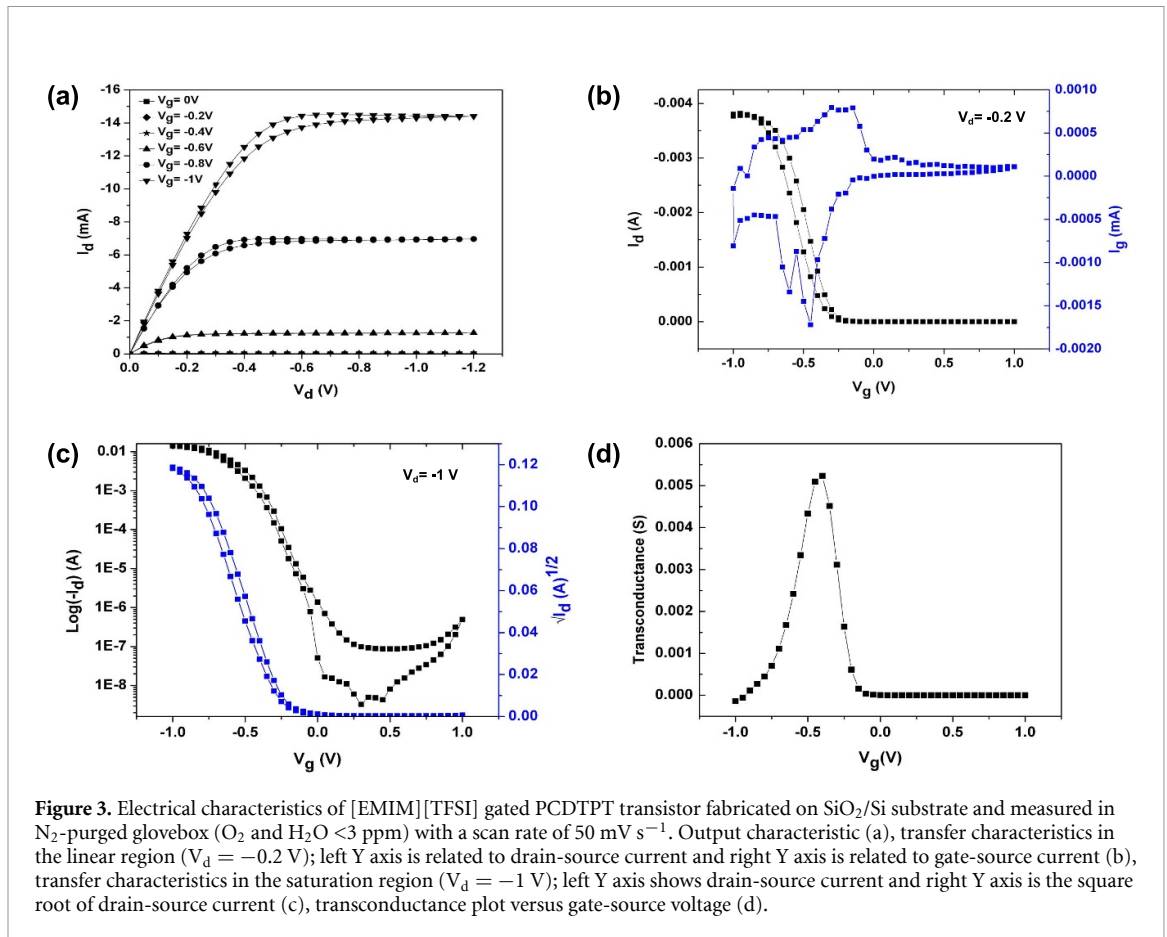 (a)
-16
-14
-12
-10
-8
-6
-4
-2
0
I_d (mA)
V_g= 0V
V_g= -0.2V
V_g= -0.4V
V_g= -0.6V
V_g= -0.8V
V_g= -1V
0.0 -0.2 -0.4 -0.6 -0.8 -1.0 -1.2
V_d (V)
(b)
-0.004
-0.003
-0.002
-0.001
0.000
I_d (A)
V_d= -0.2 V
0.0010
0.0005
0.0000
-0.0005
-0.0010
-0.0015
-0.0020
I_g (mA)
-1.0 -0.5 0.0 0.5 1.0
V_g (V)
(c)
0.01
1E-3
1E-4
1E-5
1E-6
1E-7
1E-8
Log(-I_d) (A)
V_d= -1 V
0.12
0.10
0.08
0.06
0.04
0.02
0.00
√I_d (A)^1/2
-1.0 -0.5 0.0 0.5 1.0
V_g (V)
(d)
0.006
0.005
0.004
0.003
0.002
0.001
0.000
Transconductance (S)
-1.0 -0.5 0.0 0.5 1.0
V_g(V)
Figure 3. Electrical characteristics of [EMIM][TFSI] gated PCDTPT transistor fabricated on SiO₂/Si substrate and measured in
N₂-purged glovebox (O₂ and H₂O <3 ppm) with a scan rate of 50 mV s⁻¹. Output characteristic (a), transfer characteristics in
the linear region (V_d = −0.2 V); left Y axis is related to drain-source current and right Y axis is related to gate-source current (b),
transfer characteristics in the saturation region (V_d = −1 V); left Y axis shows drain-source current and right Y axis is the square
root of drain-source current (c), transconductance plot versus gate-source voltage (d).